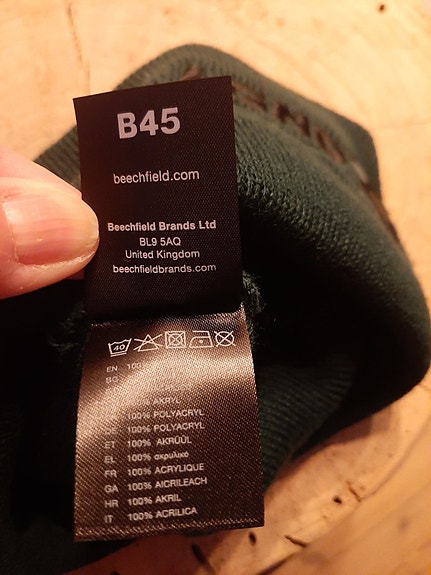 B45
beechfield.com
Beechfield Brands Ltd
BL9 5AQ
United Kingdom
beechfieldbrands.com
40
EN 100
BG
AKRYL
100% POLYACRYL
100% POLYACRYL
ET 100% AKRÜÜL
EL 100% ακρυλικό
FR 100% ACRYLIQUE
GA 100% AICRILEACH
HR 100% AKRIL
IT 100% ACRILICA